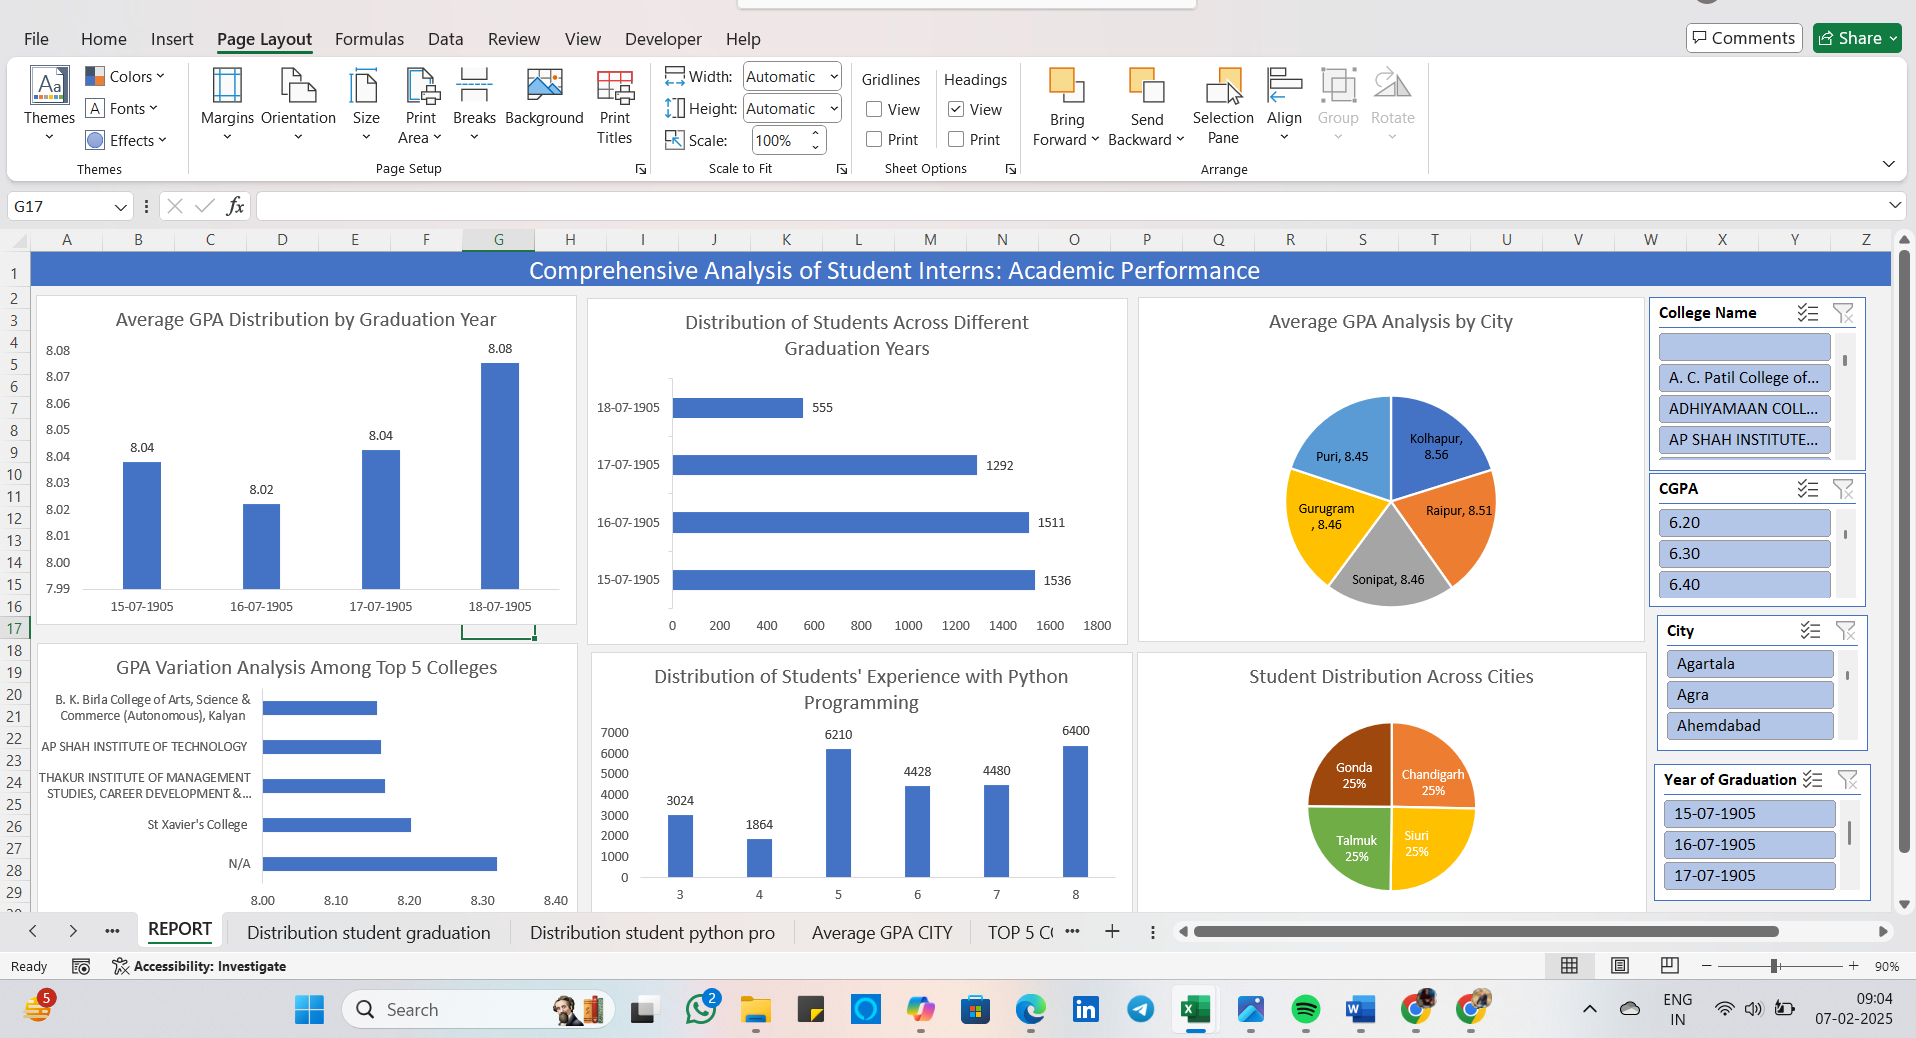 File Home Insert Page Layout Formulas Data Review View Developer Help Comments Share
Themes
Colors
Fonts
Effects
Themes
Margins Orientation Size Print Area Breaks Background Print Titles
Page Setup
Width: Automatic
Height: Automatic
Scale: 100%
Scale to Fit
Gridlines Headings
View View
Print Print
Sheet Options
Bring Forward Send Backward Selection Pane Align Group Rotate
Arrange
G17
fx
A B C D E F G H I J K L M N O P Q R S T U V W X Y Z
1
2
3
4
5
6
7
8
9
10
11
12
13
14
15
16
17
18
19
20
21
22
23
24
25
26
27
28
29
Comprehensive Analysis of Student Interns: Academic Performance
Average GPA Distribution by Graduation Year
8.08
8.07
8.06
8.05
8.04
8.03
8.02
8.01
8.00
7.99
8.04
8.02
8.04
8.08
15-07-1905 16-07-1905 17-07-1905 18-07-1905
Distribution of Students Across Different
Graduation Years
18-07-1905 555
17-07-1905 1292
16-07-1905 1511
15-07-1905 1536
0 200 400 600 800 1000 1200 1400 1600 1800
Average GPA Analysis by City
Kolhapur,
8.56
Raipur, 8.51
Sonipat, 8.46
Gurugram
, 8.46
Puri, 8.45
College Name
A. C. Patil College of...
ADHIYAMAAN COLL...
AP SHAH INSTITUTE...
CGPA
6.20
6.30
6.40
City
Agartala
Agra
Ahemdabad
Year of Graduation
15-07-1905
16-07-1905
17-07-1905
GPA Variation Analysis Among Top 5 Colleges
B. K. Birla College of Arts, Science &
Commerce (Autonomous), Kalyan
AP SHAH INSTITUTE OF TECHNOLOGY
THAKUR INSTITUTE OF MANAGEMENT
STUDIES, CAREER DEVELOPMENT &...
St Xavier's College
N/A
8.00 8.10 8.20 8.30 8.40
Distribution of Students' Experience with Python
Programming
7000
6000
5000
4000
3000
2000
1000
0
3024
1864
6210
4428
4480
6400
3 4 5 6 7 8
Student Distribution Across Cities
Gonda
25%
Chandigarh
25%
Talmuk
25%
Siuri
25%
REPORT Distribution student graduation Distribution student python pro Average GPA CITY TOP 5 C
Ready Accessibility: Investigate 90%
5
Search
2
ENG
IN
09:04
07-02-2025